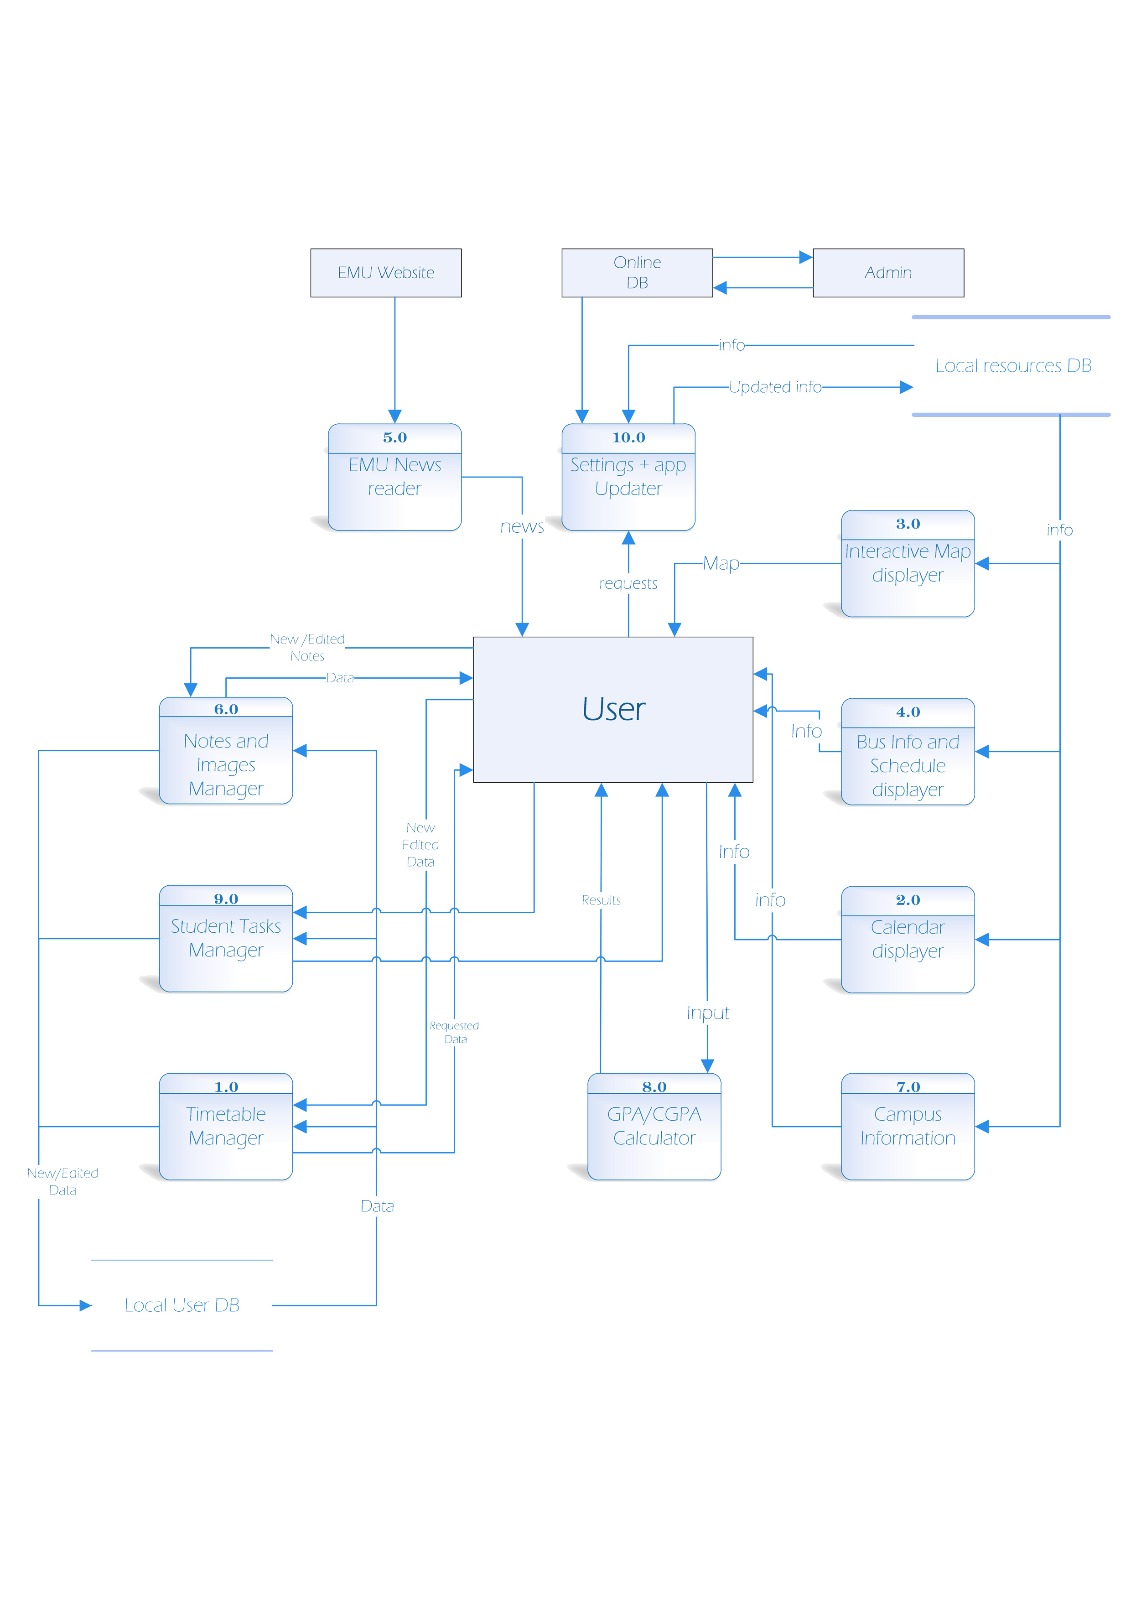 EMU Website
Online
DB
Admin
info
Local resources DB
Updated info
5.0
EMU News
reader
10.0
Settings + app
Updater
news
3.0
Interactive Map
displayer
info
Map
requests
New /Edited
Notes
Data
User
6.0
Notes and
Images
Manager
4.0
Bus Info and
Schedule
displayer
Info
New
Edited
Data
info
9.0
Student Tasks
Manager
Results
info
2.0
Calendar
displayer
Requested
Data
input
1.0
Timetable
Manager
8.0
GPA/CGPA
Calculator
7.0
Campus
Information
New/Edited
Data
Data
Local User DB